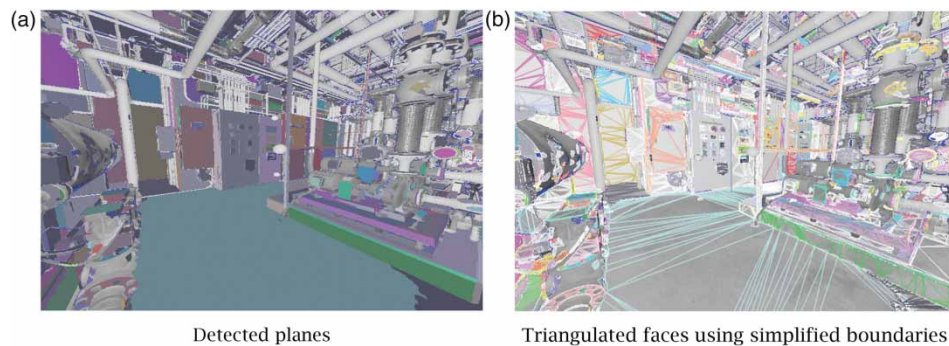 (a)
(b)
Detected planes
Triangulated faces using simplified boundaries